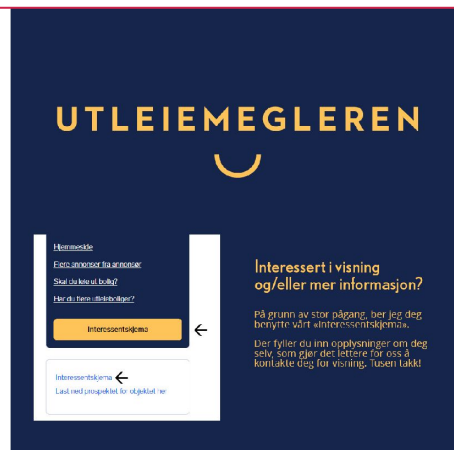 UTLEIEMEGLEREN
Hjemmeside
Flere annonser fra annonsør
Skal du leie ut bolig?
Har du flere utleieboliger?
Interessentskjema
Interessentskjema
Last ned prospektet for objektet her
Interessert i visning
og/eller mer informasjon?
På grunn av stor pågang, ber jeg deg
benytte vårt «Interessentskjema».
Der fyller du inn opplysninger om deg
selv, som gjør det lettere for oss å
kontakte deg for visning. Tusen takk!